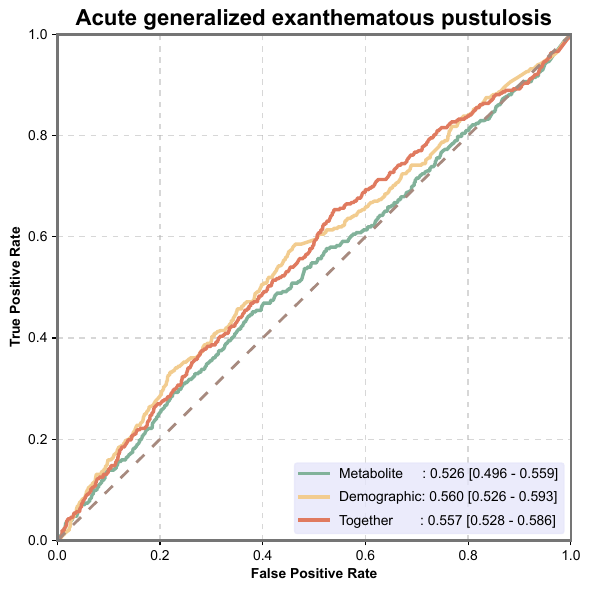 Acute generalized exanthematous pustulosis
True Positive Rate
1.0
0.8
0.6
0.4
0.2
0.0
Metabolite : 0.526 [0.496 - 0.559]
Demographic: 0.560 [0.526 - 0.593]
Together : 0.557 [0.528 - 0.586]
0.0 0.2 0.4 0.6 0.8 1.0
False Positive Rate